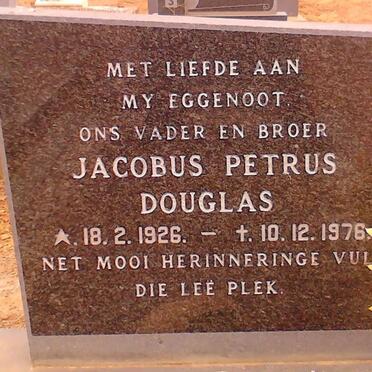 MET LIEFDE AAN
MY EGGENOOT.
ONS VADER EN BROER
JACOBUS PETRUS
DOUGLAS
★.18.2.1926. – †.10.12.1976.
NET MOOI HERINNERINGE VUL
DIE LEË PLEK.